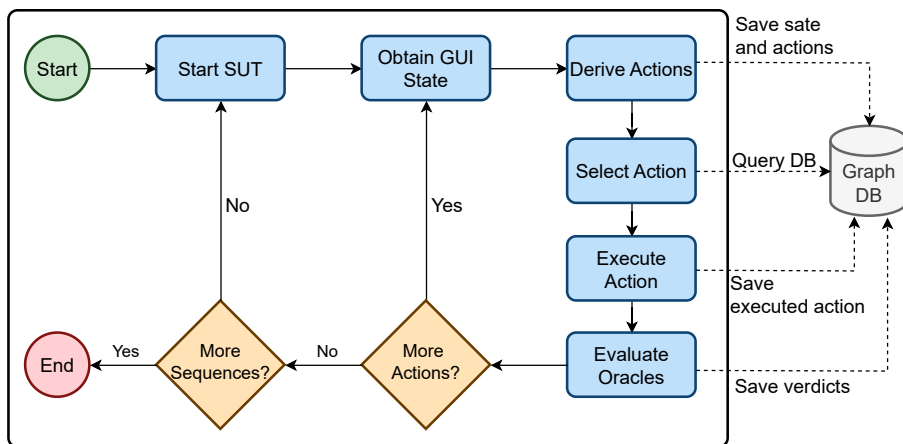 Save sate
and actions
Start
Start SUT
Obtain GUI
State
Derive Actions
Select Action
Query DB
Graph
DB
No
Yes
Execute
Action
Save
executed action
End
Yes
More
Sequences?
No
More
Actions?
Evaluate
Oracles
Save verdicts